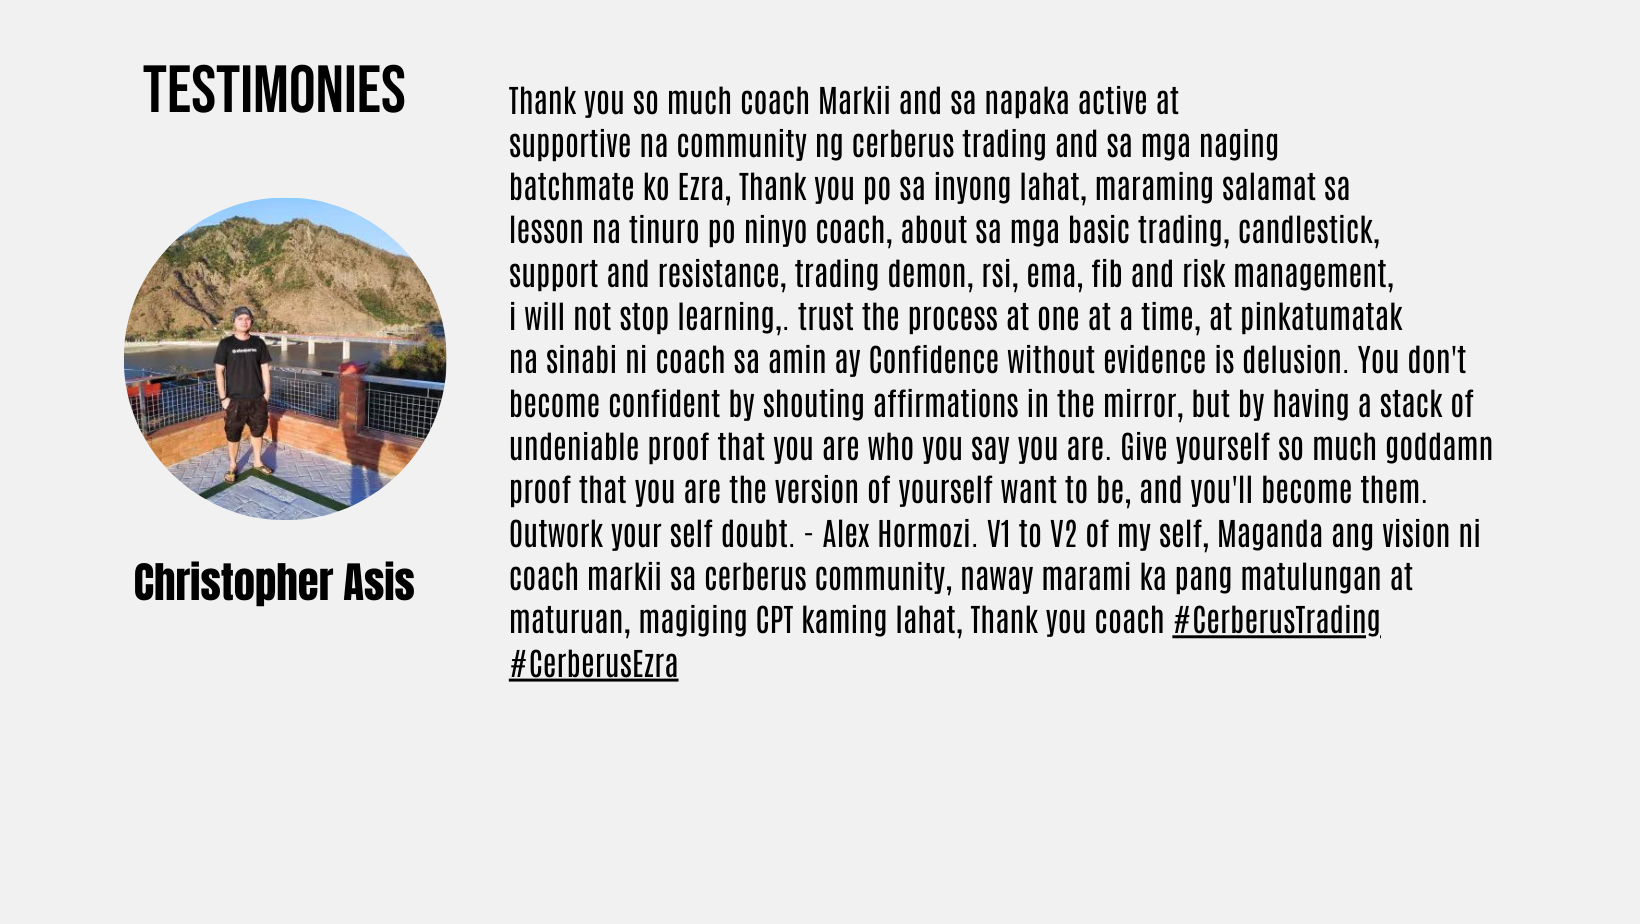 TESTIMONIES
Thank you so much coach Markii and sa napaka active at
supportive na community ng cerberus trading and sa mga naging
batchmate ko Ezra, Thank you po sa inyong lahat, maraming salamat sa
lesson na tinuro po ninyo coach, about sa mga basic trading, candlestick,
support and resistance, trading demon, rsi, ema, fib and risk management,
i will not stop learning,. trust the process at one at a time, at pinkatumatak
na sinabi ni coach sa amin ay Confidence without evidence is delusion. You don't
become confident by shouting affirmations in the mirror, but by having a stack of
undeniable proof that you are who you say you are. Give yourself so much goddamn
proof that you are the version of yourself want to be, and you'll become them.
Outwork your self doubt. - Alex Hormozi. V1 to V2 of my self, Maganda ang vision ni
coach markii sa cerberus community, naway marami ka pang matulungan at
maturuan, magiging CPT kaming lahat, Thank you coach #CerberusTrading
#CerberusEzra
Christopher Asis